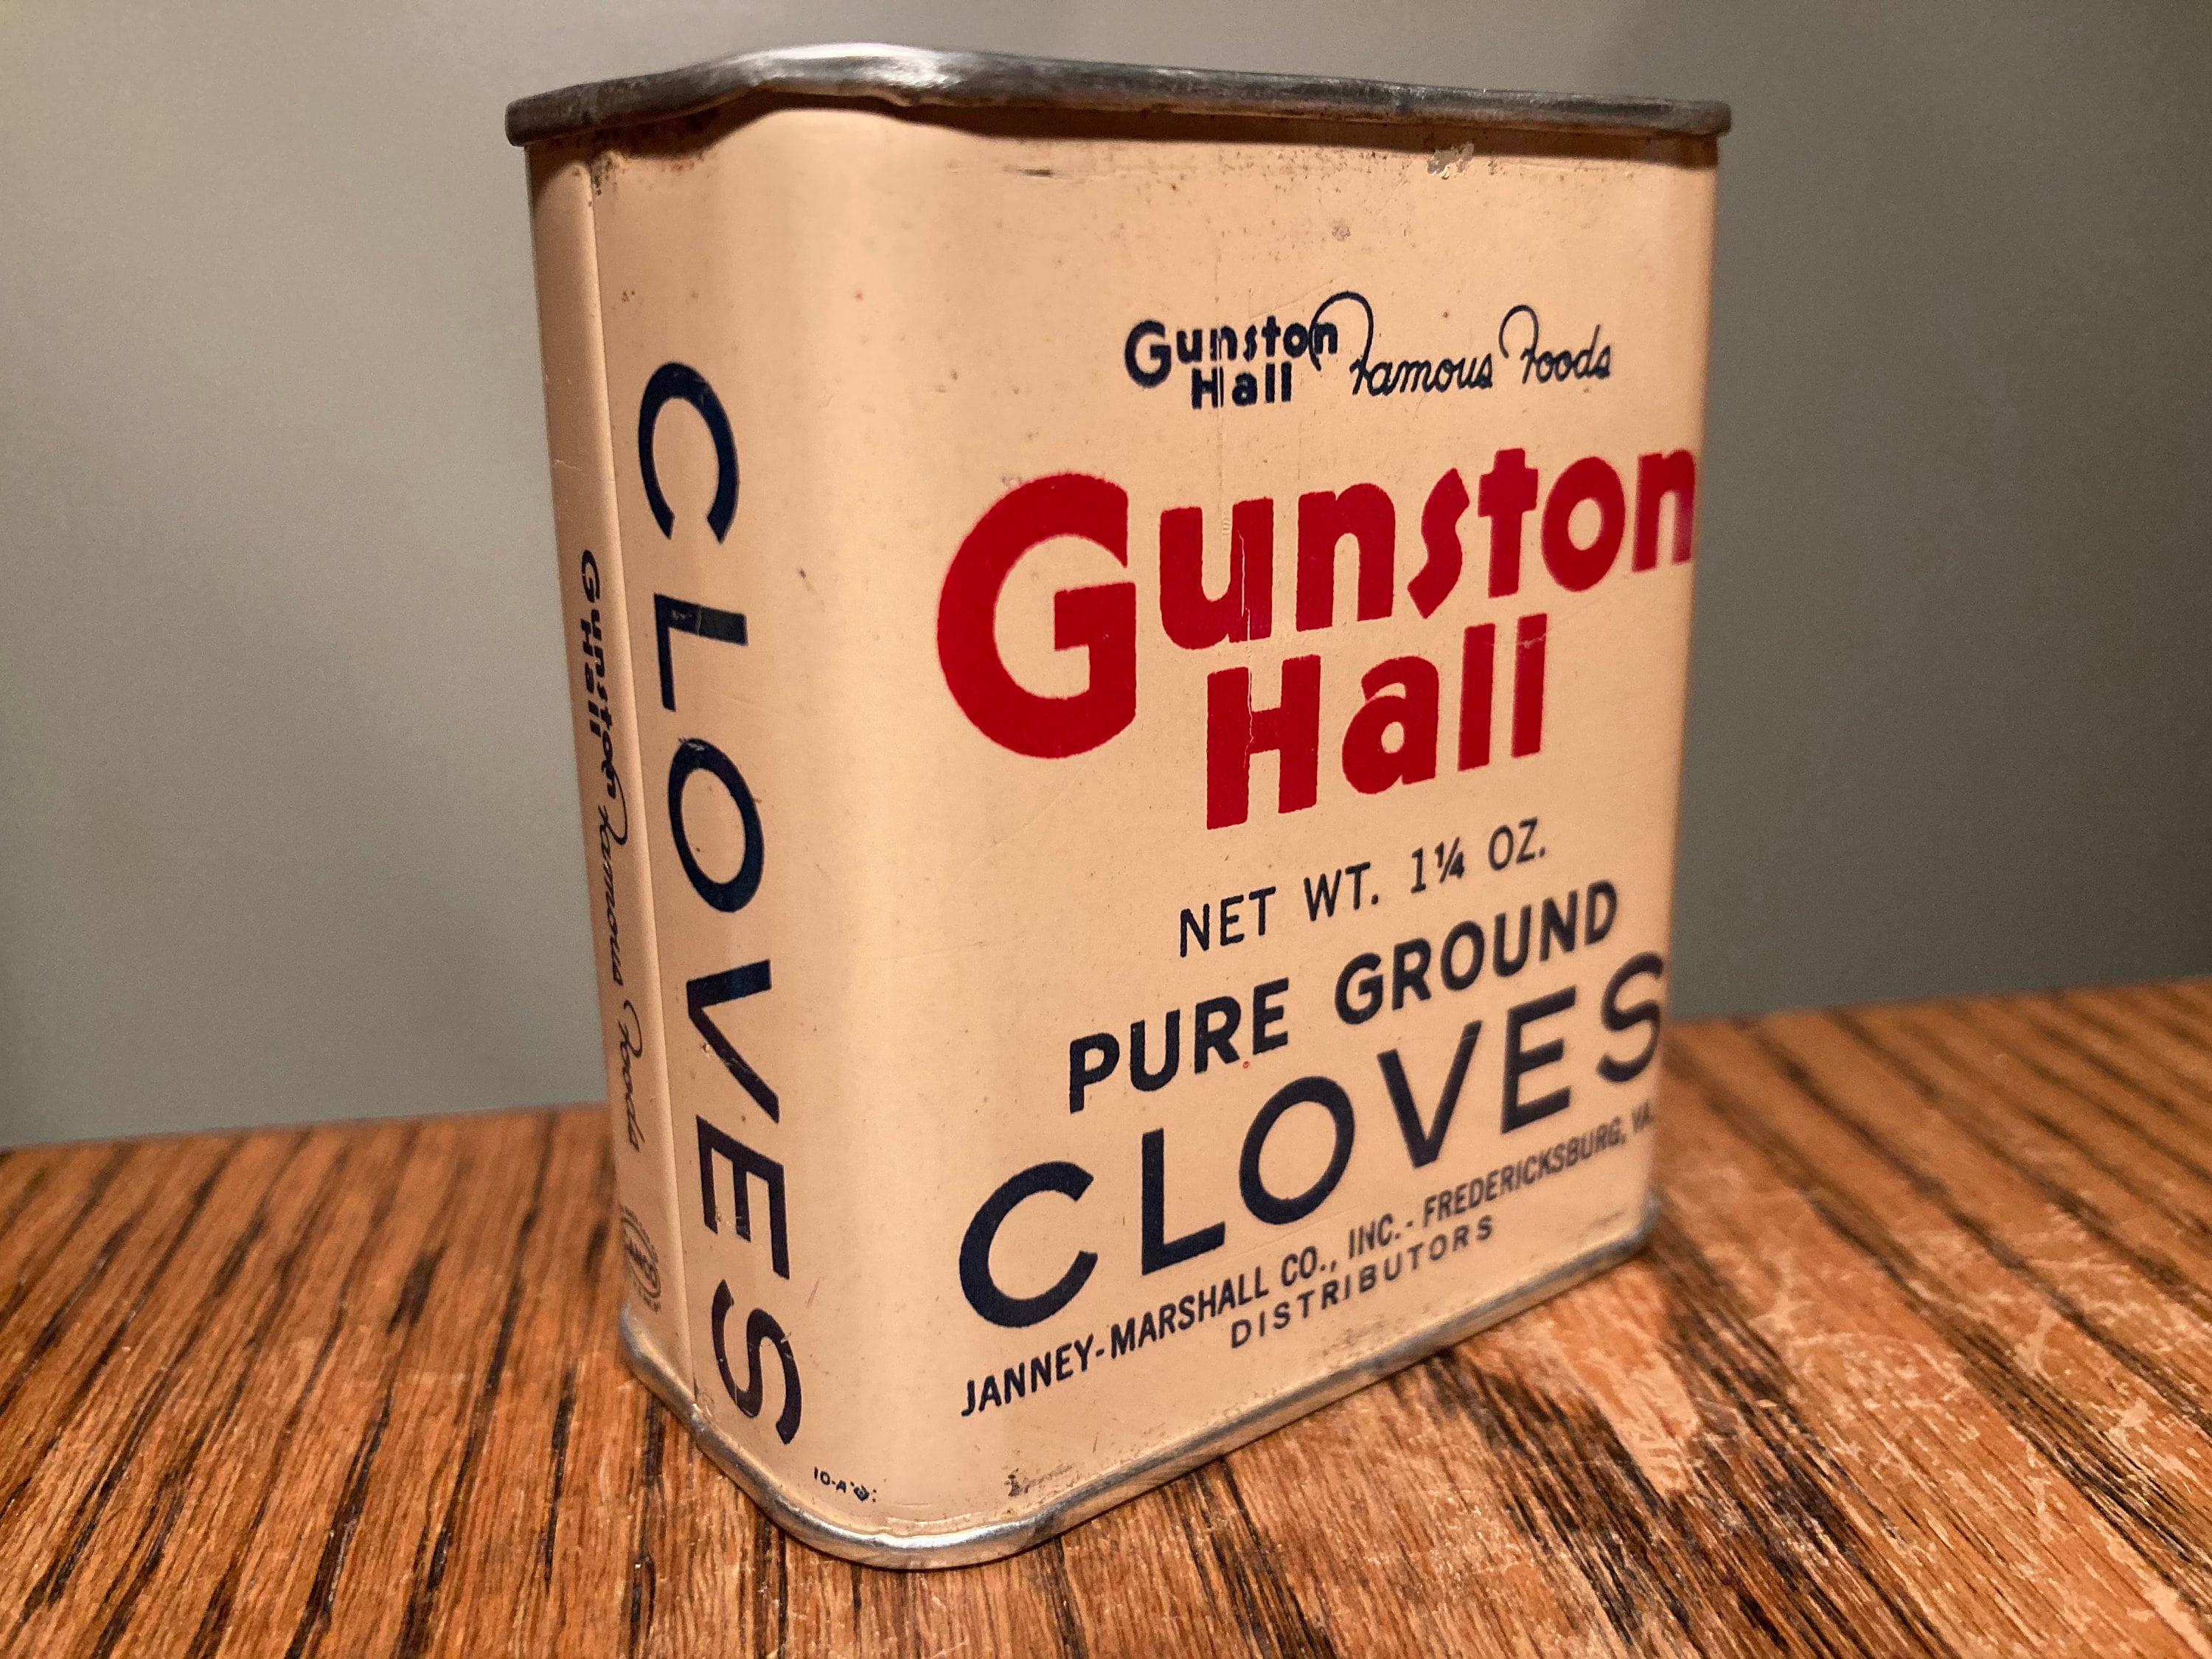 Gunston Hall Famous Foods
Gunston
Hall
NET WT. 1¼ OZ.
PURE GROUND
CLOVES
JANNEY-MARSHALL CO., INC. - FREDERICKSBURG, VA.
DISTRIBUTORS
CLOVES
Gunston Hall Famous Foods